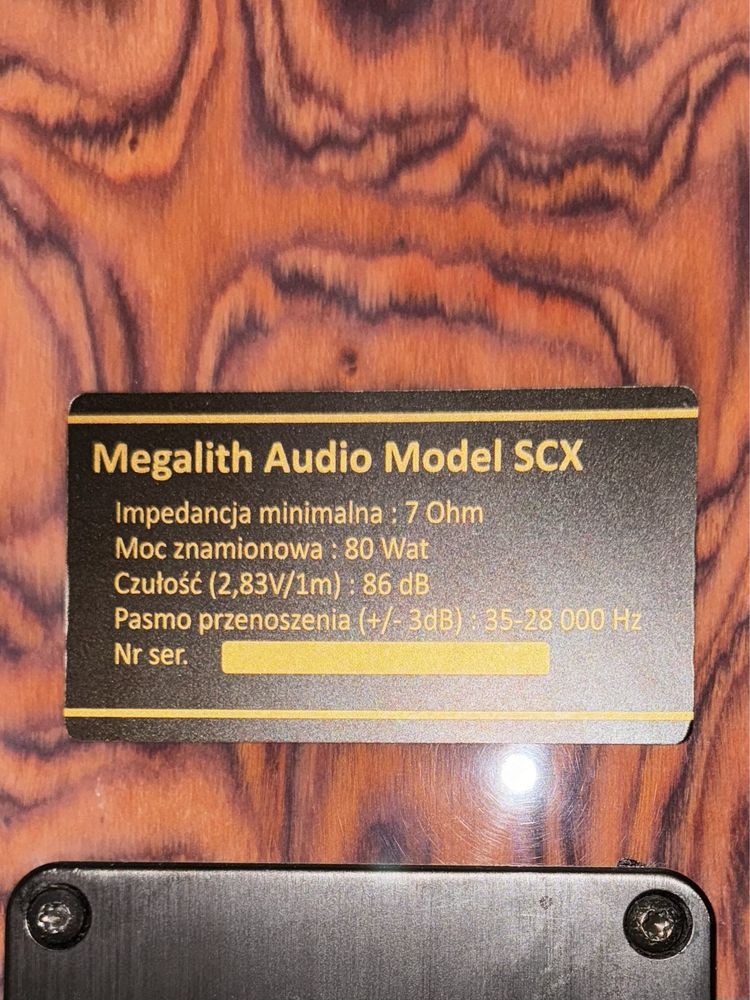 Megalith Audio Model SCX
Impedancja minimalna : 7 Ohm
Moc znamionowa : 80 Wat
Czułość (2,83V/1m) : 86 dB
Pasmo przenoszenia (+/- 3dB) : 35-28 000 Hz
Nr ser.